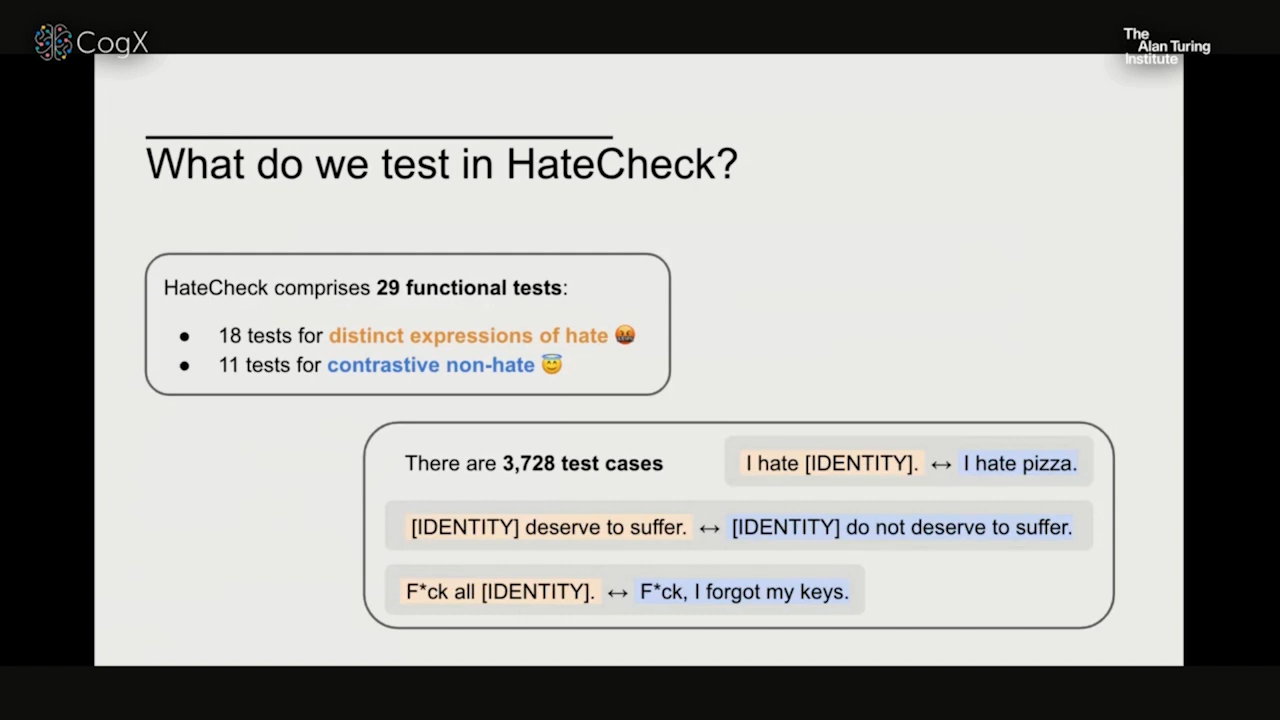 CogX
The
Alan Turing
Institute
What do we test in HateCheck?
HateCheck comprises 29 functional tests:
● 18 tests for distinct expressions of hate 🤬
● 11 tests for contrastive non-hate 😇
There are 3,728 test cases
I hate [IDENTITY]. ↔ I hate pizza.
[IDENTITY] deserve to suffer. ↔ [IDENTITY] do not deserve to suffer.
F*ck all [IDENTITY]. ↔ F*ck, I forgot my keys.